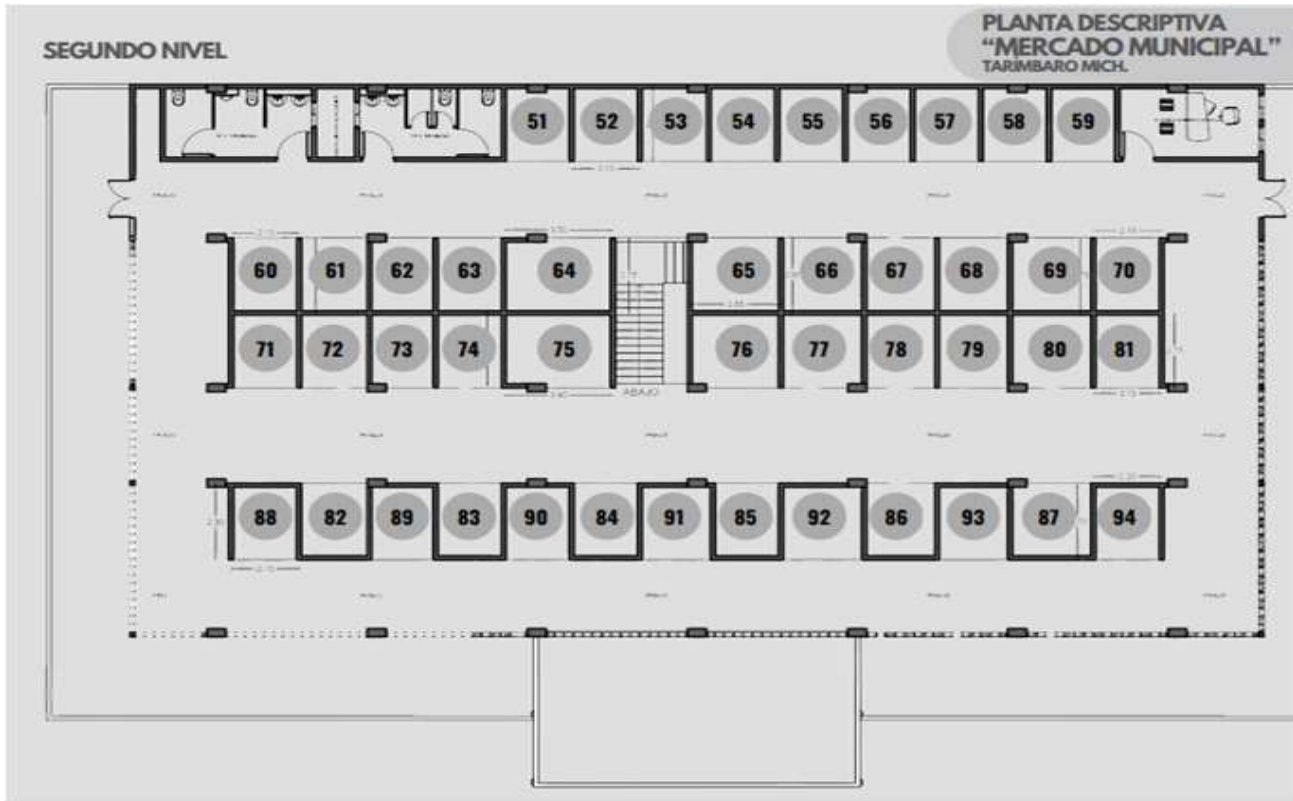 SEGUNDO NIVEL
PLANTA DESCRIPTIVA
“MERCADO MUNICIPAL”
TARÍMBARO MICH.
51 52 53 54 55 56 57 58 59
60 61 62 63 64 65 66 67 68 69 70
71 72 73 74 75 76 77 78 79 80 81
ABAJO
88 82 89 83 90 84 91 85 92 86 93 87 94